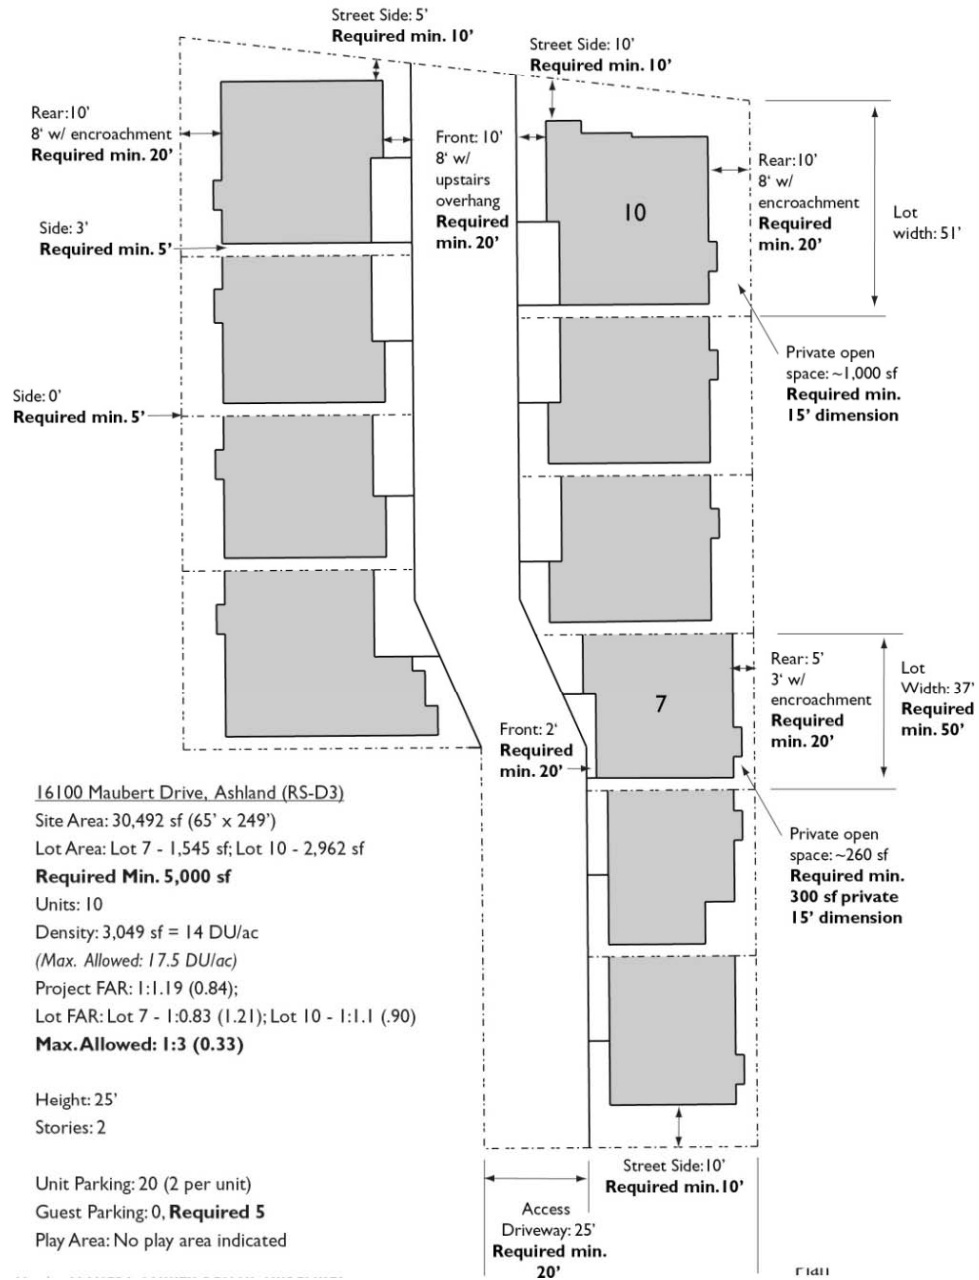 Street Side: 5'
Required min. 10'
Street Side: 10'
Required min. 10'
Rear:10'
8' w/ encroachment
Required min. 20'
Front: 10'
8' w/
upstairs
overhang
Required
min. 20'
Rear:10'
8' w/
encroachment
Required
min. 20'
Lot
width: 51'
10
Side: 3'
Required min. 5'
Private open
space: ~1,000 sf
Required min.
15' dimension
Side: 0'
Required min. 5'
7
Rear: 5'
3' w/
encroachment
Required
min. 20'
Lot
Width: 37'
Required
min. 50'
Front: 2'
Required
min. 20'
Private open
space: ~260 sf
Required min.
300 sf private
15' dimension
16100 Maubert Drive, Ashland (RS-D3)
Site Area: 30,492 sf (65' x 249')
Lot Area: Lot 7 - 1,545 sf; Lot 10 - 2,962 sf
Required Min. 5,000 sf
Units: 10
Density: 3,049 sf = 14 DU/ac
(Max. Allowed: 17.5 DU/ac)
Project FAR: 1:1.19 (0.84);
Lot FAR: Lot 7 - 1:0.83 (1.21); Lot 10 - 1:1.1 (.90)
Max. Allowed: 1:3 (0.33)
Height: 25'
Stories: 2
Unit Parking: 20 (2 per unit)
Guest Parking: 0, Required 5
Play Area: No play area indicated
Street Side:10'
Required min.10'
Access
Driveway: 25'
Required min.
20'